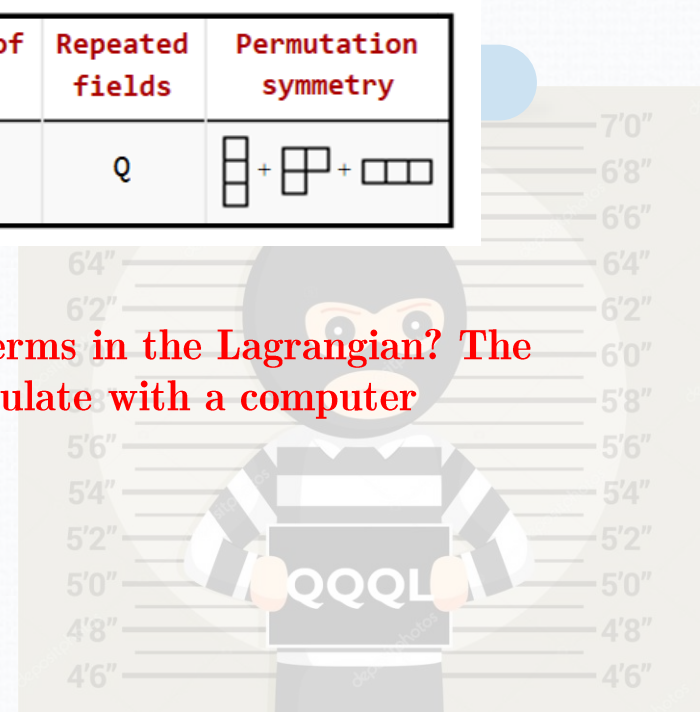 of Repeated fields Permutation symmetry
Q + +
7'0"
6'8"
6'6"
6'4" 6'4"
6'2" 6'2"
erms in the Lagrangian? The
6'0"
ulate with a computer
5'8"
5'6" 5'6"
5'4" 5'4"
5'2" 5'2"
QQQL
5'0" 5'0"
4'8" 4'8"
4'6" 4'6"
depositphotos